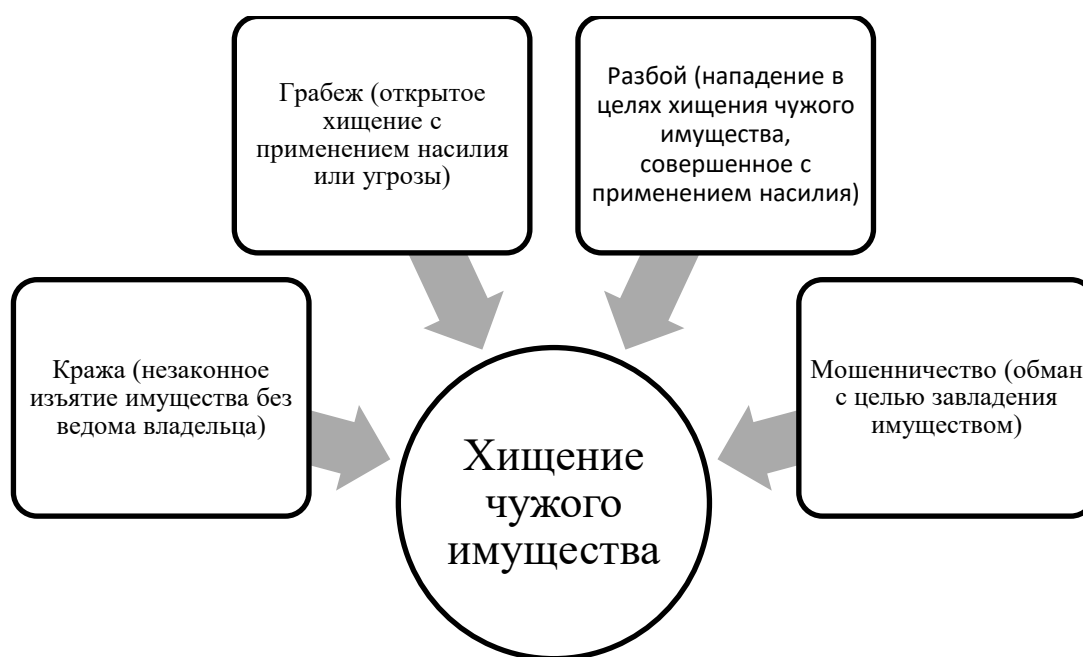 Грабеж (открытое
хищение с
применением насилия
или угрозы)
Разбой (нападение в
целях хищения чужого
имущества,
совершенное с
применением насилия)
Кража (незаконное
изъятие имущества без
ведома владельца)
Мошенничество (обман
с целью завладения
имуществом)
Хищение
чужого
имущества